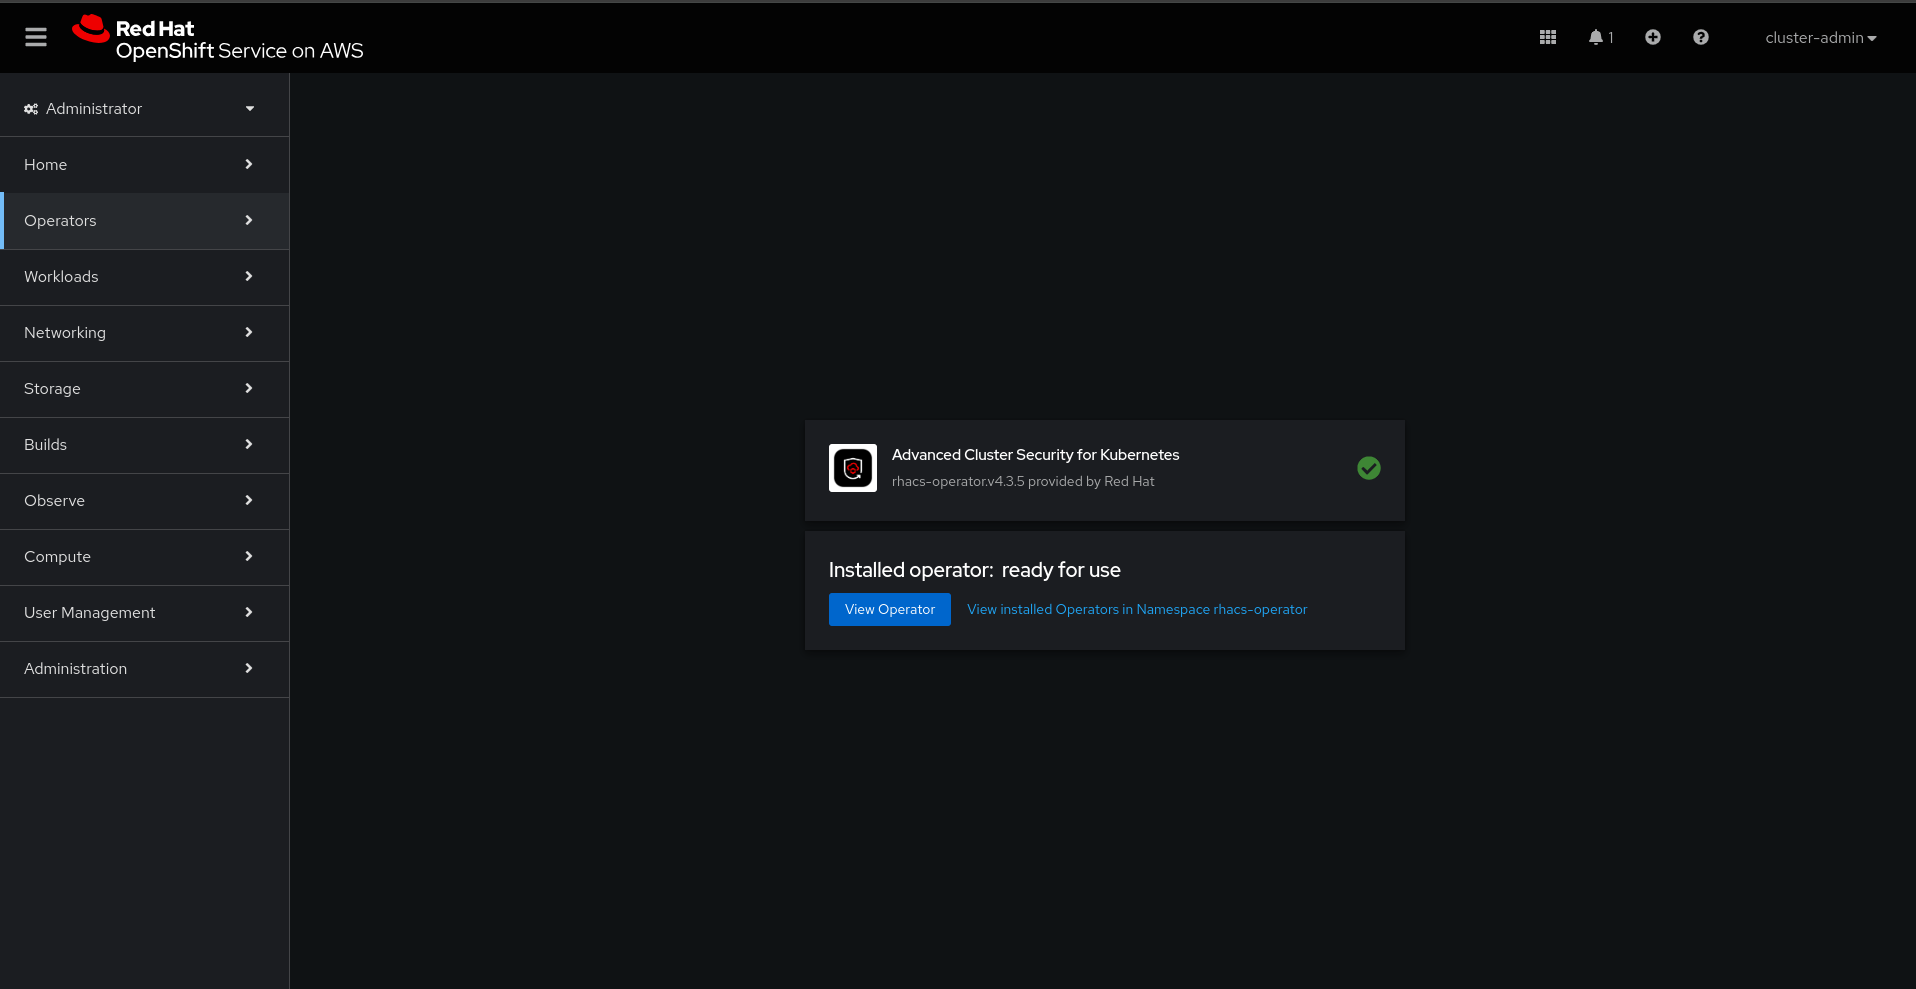 Red Hat
OpenShift Service on AWS
1
cluster-admin
Administrator
Home
Operators
Workloads
Networking
Storage
Builds
Observe
Compute
User Management
Administration
Advanced Cluster Security for Kubernetes
rhacs-operator.v4.3.5 provided by Red Hat
Installed operator: ready for use
View Operator
View installed Operators in Namespace rhacs-operator